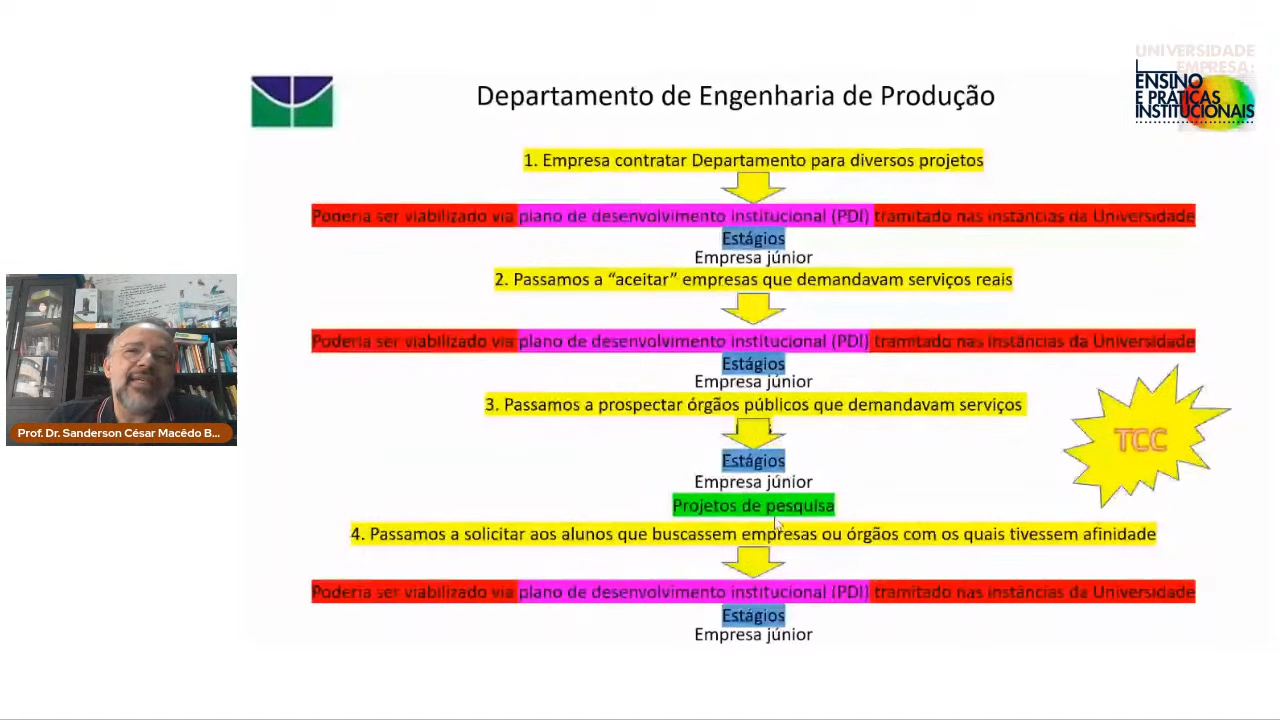 UNIVERSIDADE
EMPRESA:
ENSINO
E PRÁTICAS
INSTITUCIONAIS
Departamento de Engenharia de Produção
1. Empresa contratar Departamento para diversos projetos
Poderia ser viabilizado via plano de desenvolvimento institucional (PDI) tramitado nas instâncias da Universidade
Estágios
Empresa júnior
2. Passamos a “aceitar” empresas que demandavam serviços reais
Poderia ser viabilizado via plano de desenvolvimento institucional (PDI) tramitado nas instâncias da Universidade
Estágios
Empresa júnior
3. Passamos a prospectar órgãos públicos que demandavam serviços
TCC
Estágios
Empresa júnior
Projetos de pesquisa
4. Passamos a solicitar aos alunos que buscassem empresas ou órgãos com os quais tivessem afinidade
Poderia ser viabilizado via plano de desenvolvimento institucional (PDI) tramitado nas instâncias da Universidade
Estágios
Empresa júnior
Prof. Dr. Sanderson César Macêdo B...